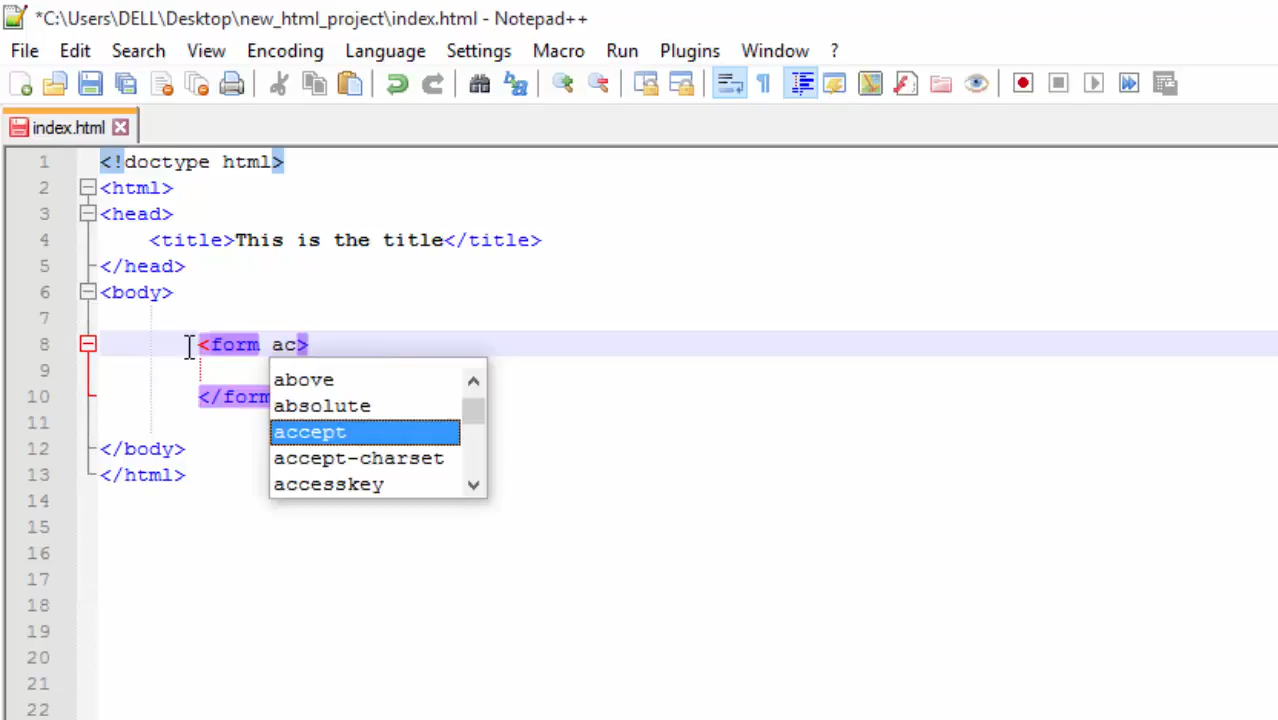 *C:\Users\DELL\Desktop\new_html_project\index.html - Notepad++
File Edit Search View Encoding Language Settings Macro Run Plugins Window ?
index.html
1 <!doctype html>
2 <html>
3 <head>
4 <title>This is the title</title>
5 </head>
6 <body>
7
8 <form ac>
9
above
10 </form
absolute
11
accept
12 </body>
accept-charset
13 </html>
accesskey
14
15
16
17
18
19
20
21
22